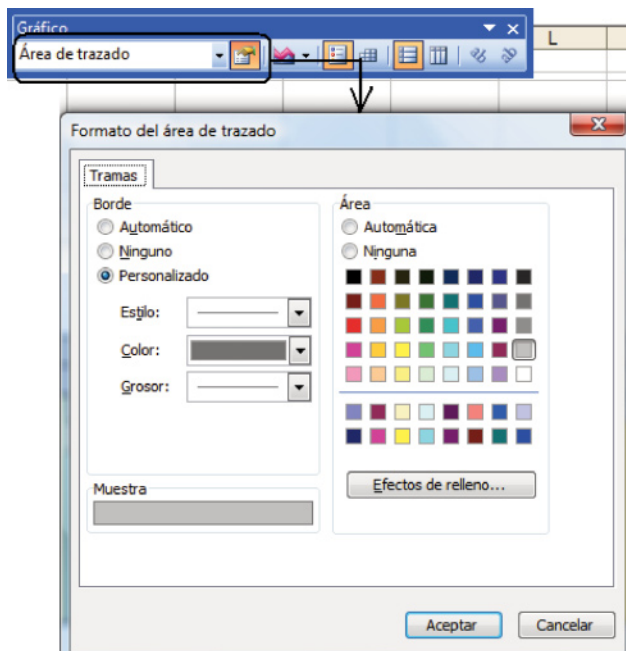 Gráfico
Área de trazado
L
Formato del área de trazado
Tramas
Borde
Automático
Ninguno
Personalizado
Estilo:
Color:
Grosor:
Muestra
Área
Automática
Ninguna
Efectos de relleno...
Aceptar
Cancelar